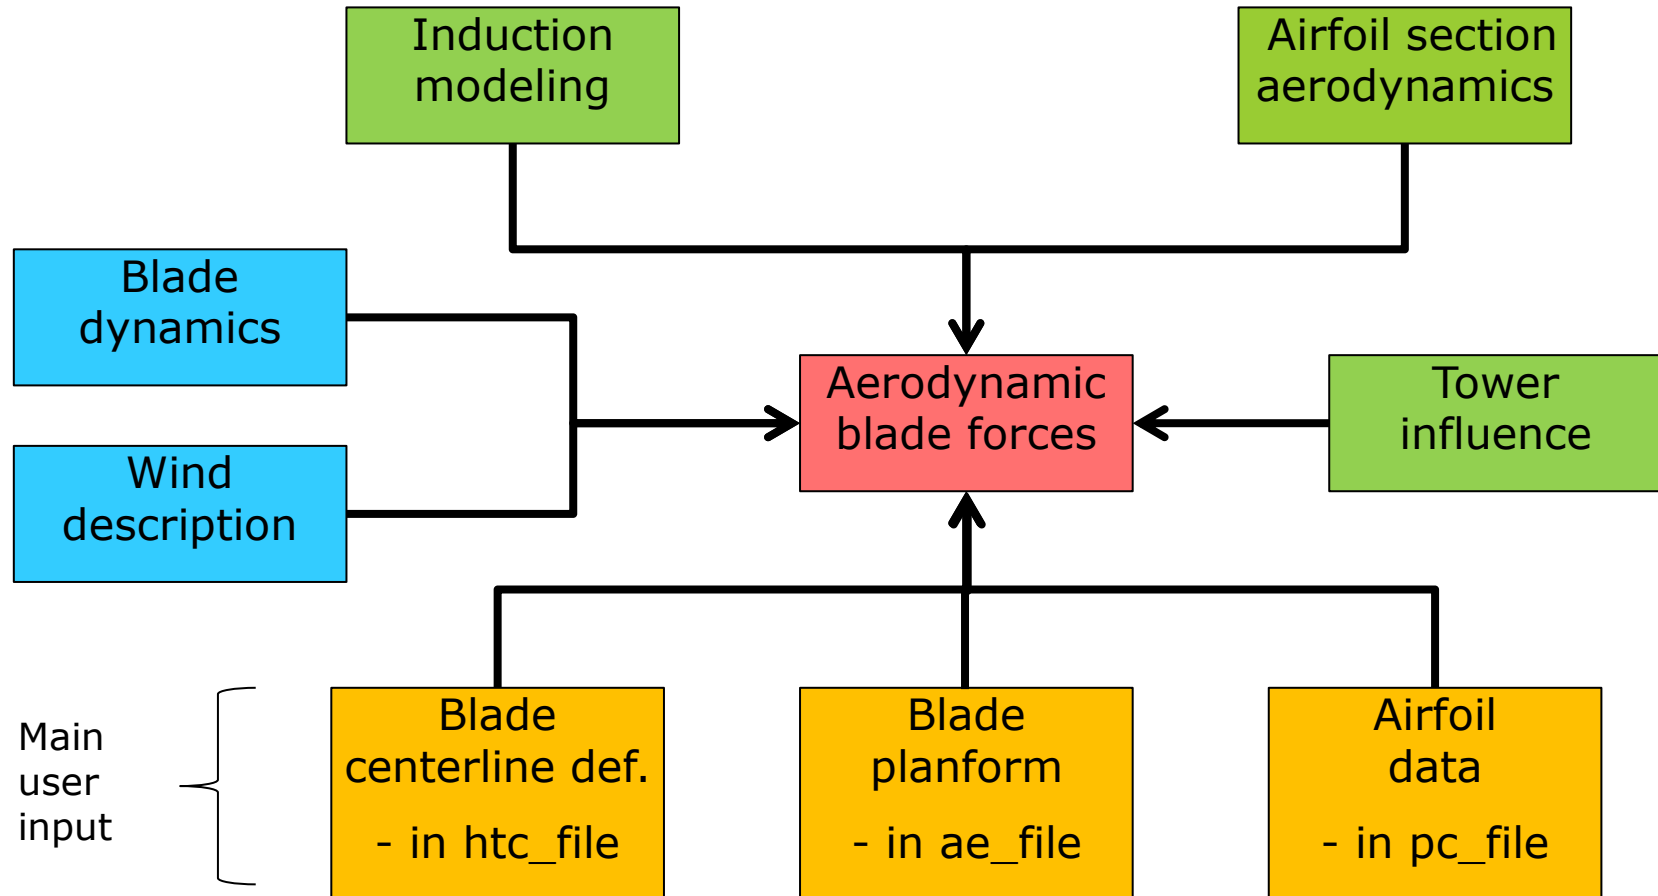 Induction
modeling
Airfoil section
aerodynamics
Blade
dynamics
Aerodynamic
blade forces
Tower
influence
Wind
description
Main
user
input
Blade
centerline def.
- in htc_file
Blade
planform
- in ae_file
Airfoil
data
- in pc_file